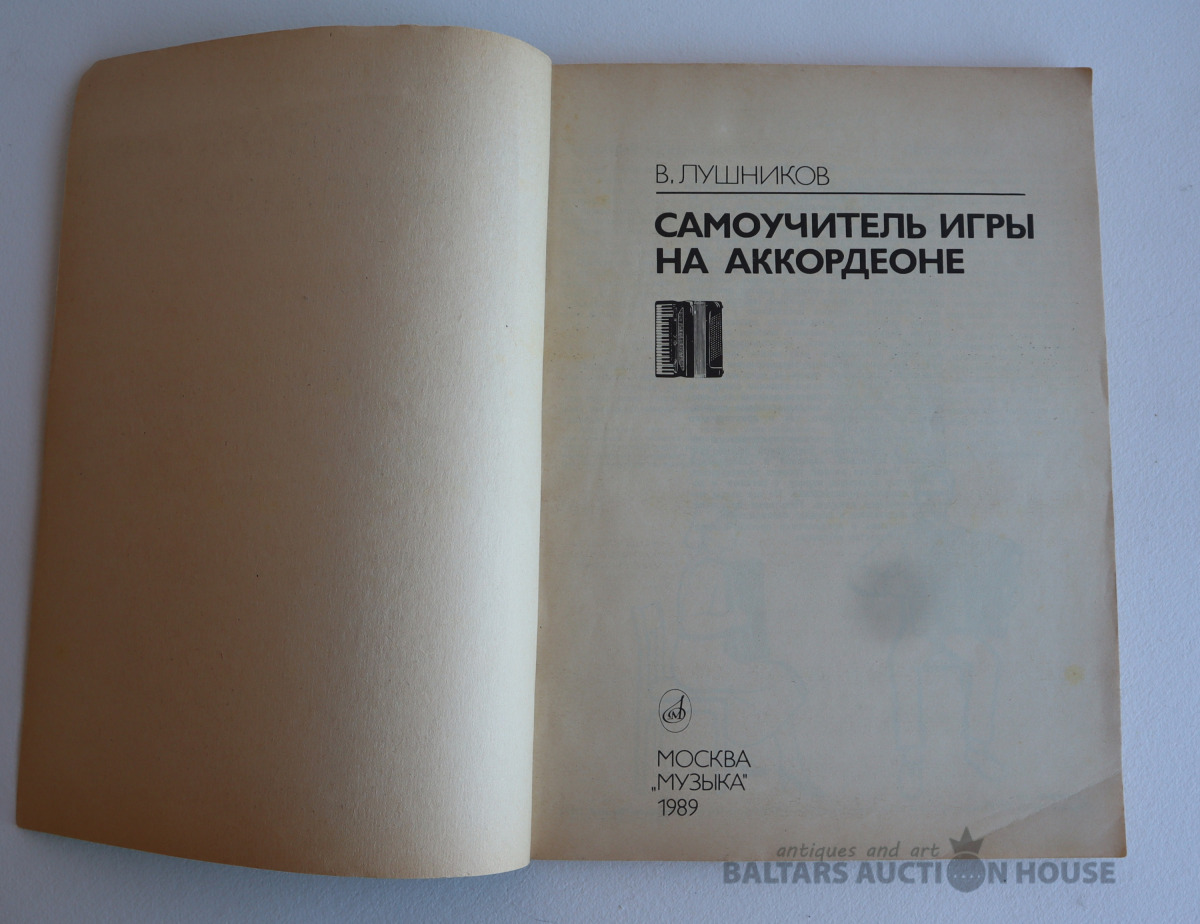 В. ЛУШНИКОВ
САМОУЧИТЕЛЬ ИГРЫ
НА АККОРДЕОНЕ
МОСКВА
„МУЗЫКА"
1989
antiques and art
BALTARS AUCTION HOUSE